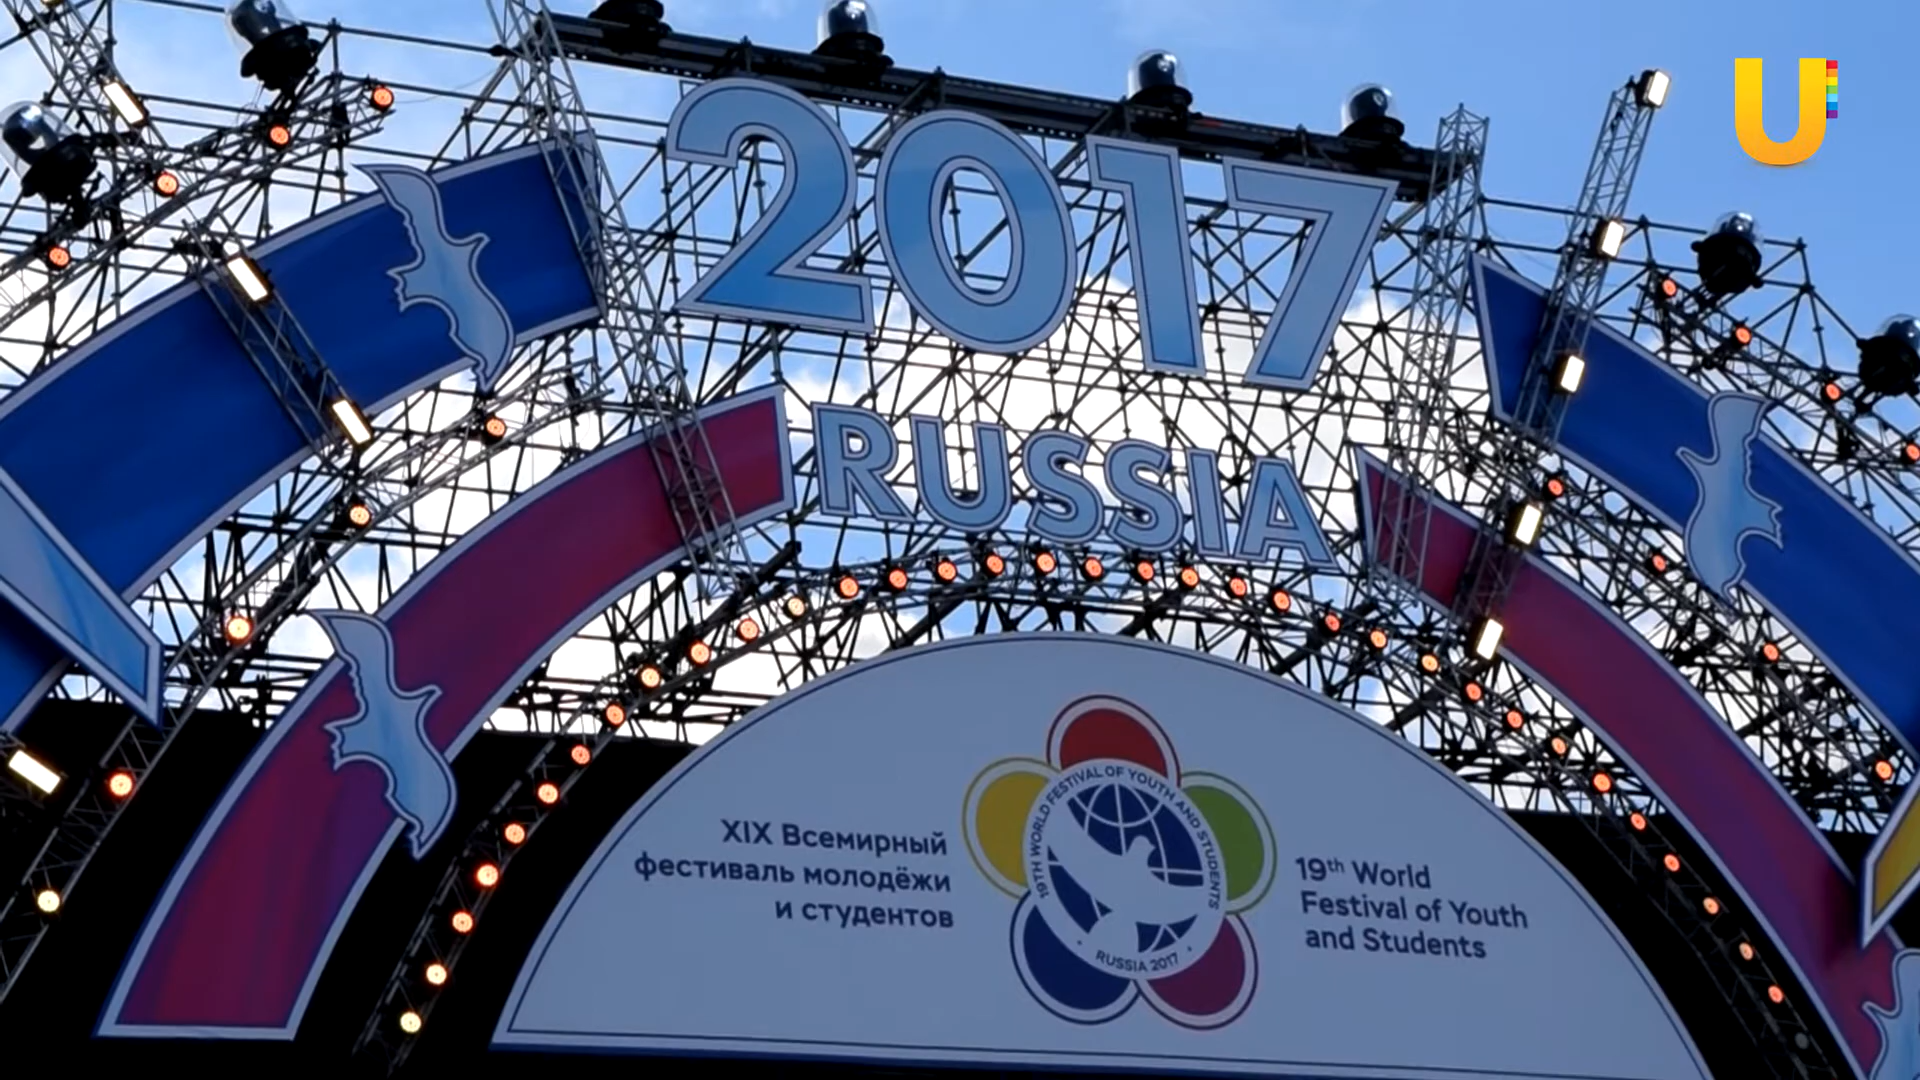 U
2017
RUSSIA
XIX Всемирный
фестиваль молодёжи
и студентов
19TH WORLD FESTIVAL OF YOUTH AND STUDENTS
RUSSIA 2017
19th World
Festival of Youth
and Students